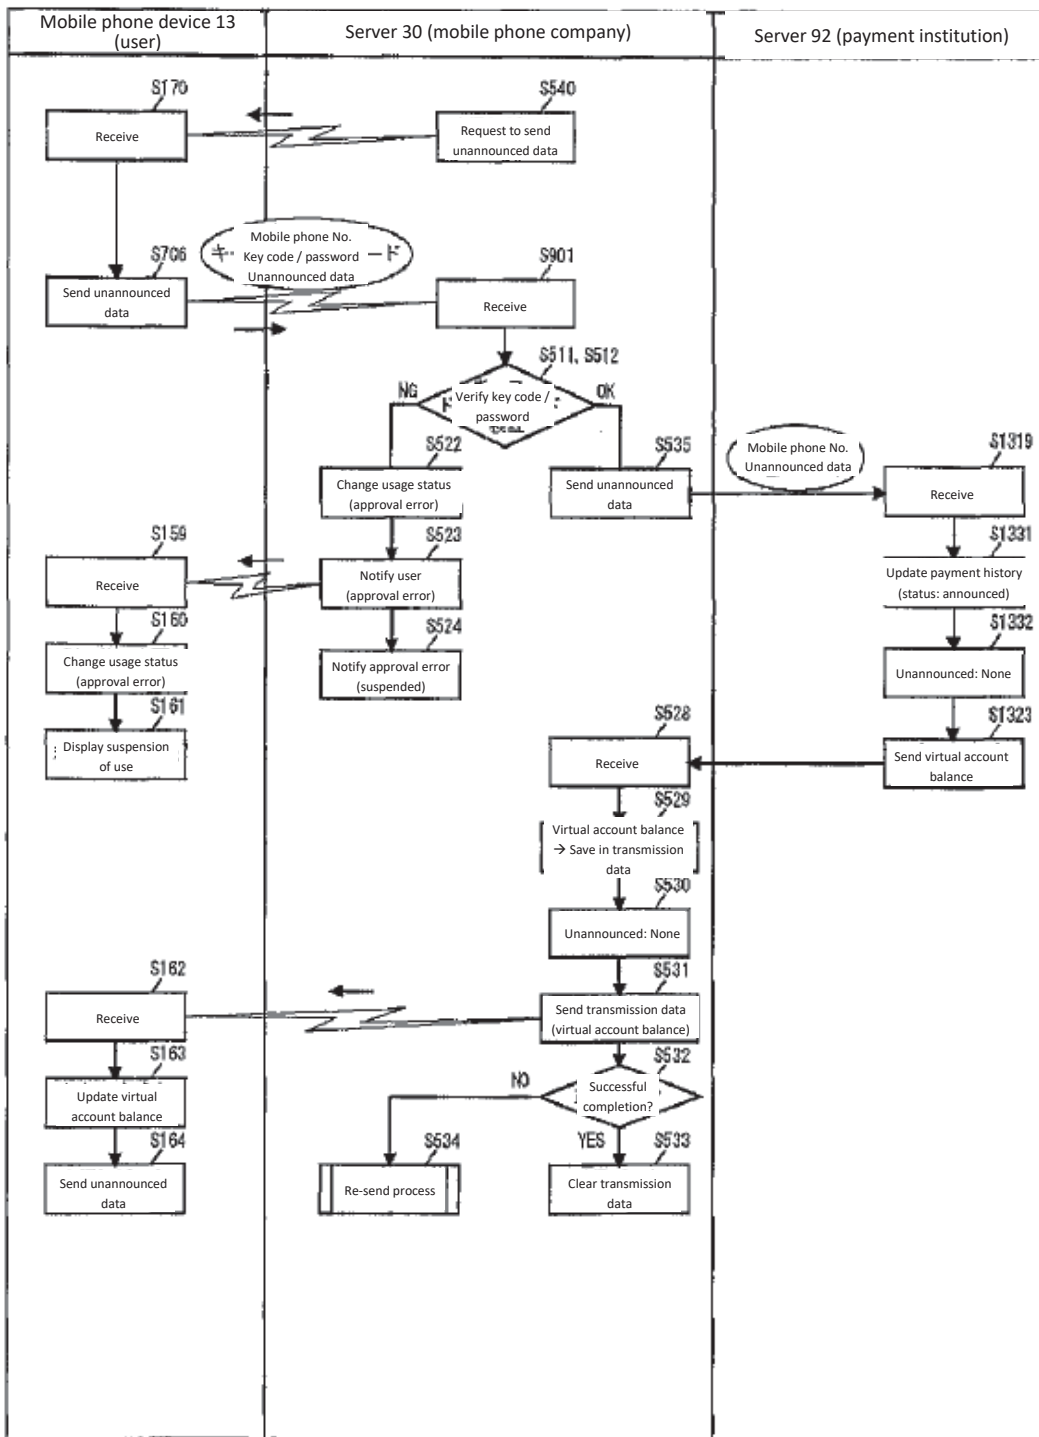 Mobile phone device 13
(user)
Server 30 (mobile phone company)
Server 92 (payment institution)
S170
Receive
S540
Request to send
unannounced data
Mobile phone No.
キー
Key code / password
ード
Unannounced data
S706
Send unannounced
data
S901
Receive
S511, S512
NG
Verify key code /
password
OK
S522
Change usage status
(approval error)
S535
Send unannounced
data
Mobile phone No.
Unannounced data
S1319
Receive
S159
Receive
S523
Notify user
(approval error)
S1331
Update payment history
(status: announced)
S160
Change usage status
(approval error)
S524
Notify approval error
(suspended)
S1332
Unannounced: None
S161
Display suspension
of use
S528
Receive
S1323
Send virtual account
balance
S529
Virtual account balance
→ Save in transmission
data
S530
Unannounced: None
S162
Receive
S531
Send transmission data
(virtual account balance)
S163
Update virtual
account balance
S532
NO
Successful
completion?
YES
S164
Send unannounced
data
S534
Re-send process
S533
Clear transmission
data